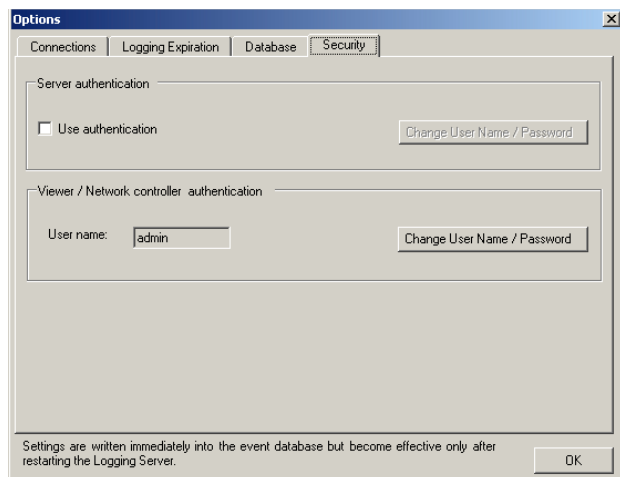 Options
Connections Logging Expiration Database Security
Server authentication
Use authentication Change User Name / Password
Viewer / Network controller authentication
User name: admin Change User Name / Password
Settings are written immediately into the event database but become effective only after
restarting the Logging Server.
OK